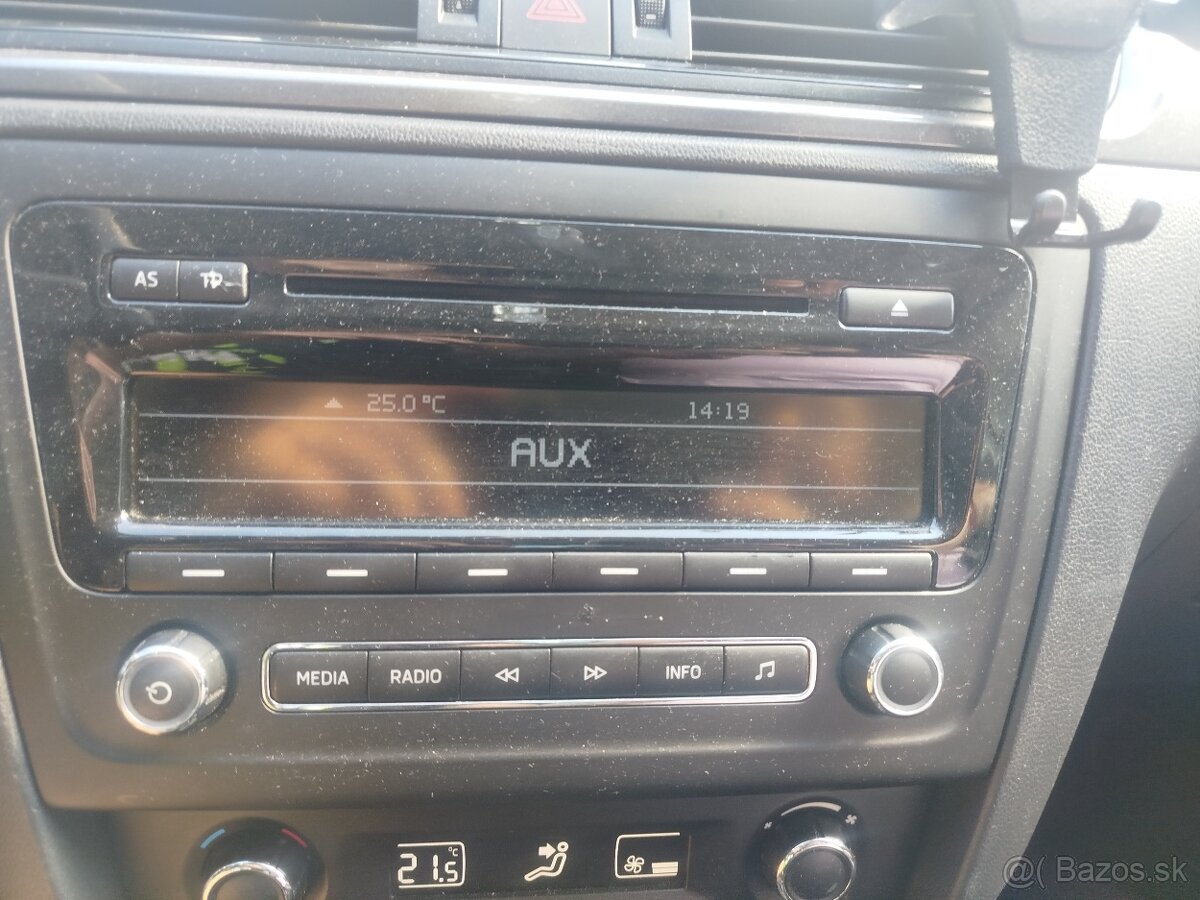 AS TP
25.0 °C 14:19
AUX
MEDIA RADIO INFO
21.5 °C
@( Bazos.sk